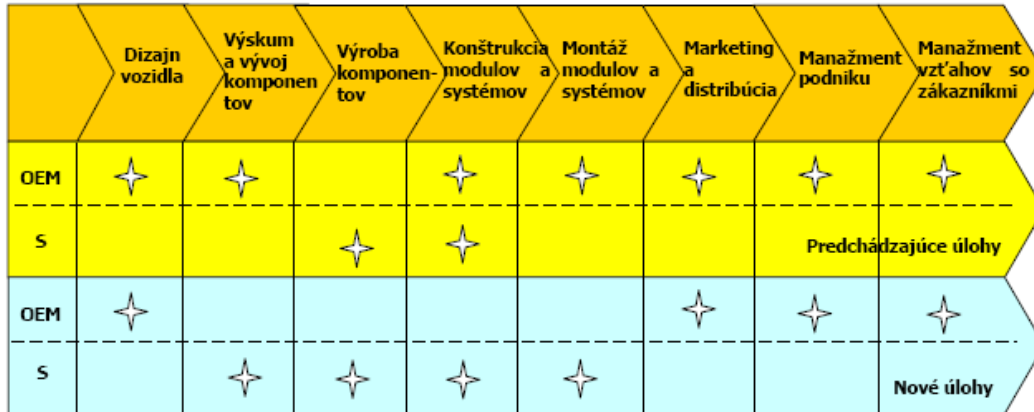 Dizajn
vozidla
Výskum
a vývoj
komponen
tov
Výroba
komponen-
tov
Konštrukcia
modulov a
systémov
Montáž
modulov a
systémov
Marketing
a
distribúcia
Manažment
podniku
Manažment
vzťahov so
zákazníkmi
OEM
S
Predchádzajúce úlohy
OEM
S
Nové úlohy